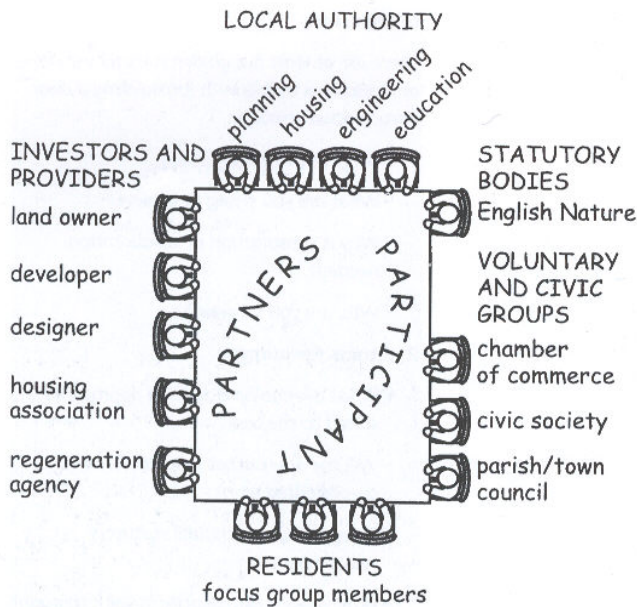 LOCAL AUTHORITY
planning
housing
engineering
education
INVESTORS AND
PROVIDERS
land owner
developer
designer
housing
association
regeneration
agency
PARTNERS
PARTICIPANT
STATUTORY
BODIES
English Nature
VOLUNTARY
AND CIVIC
GROUPS
chamber
of commerce
civic society
parish/town
council
RESIDENTS
focus group members